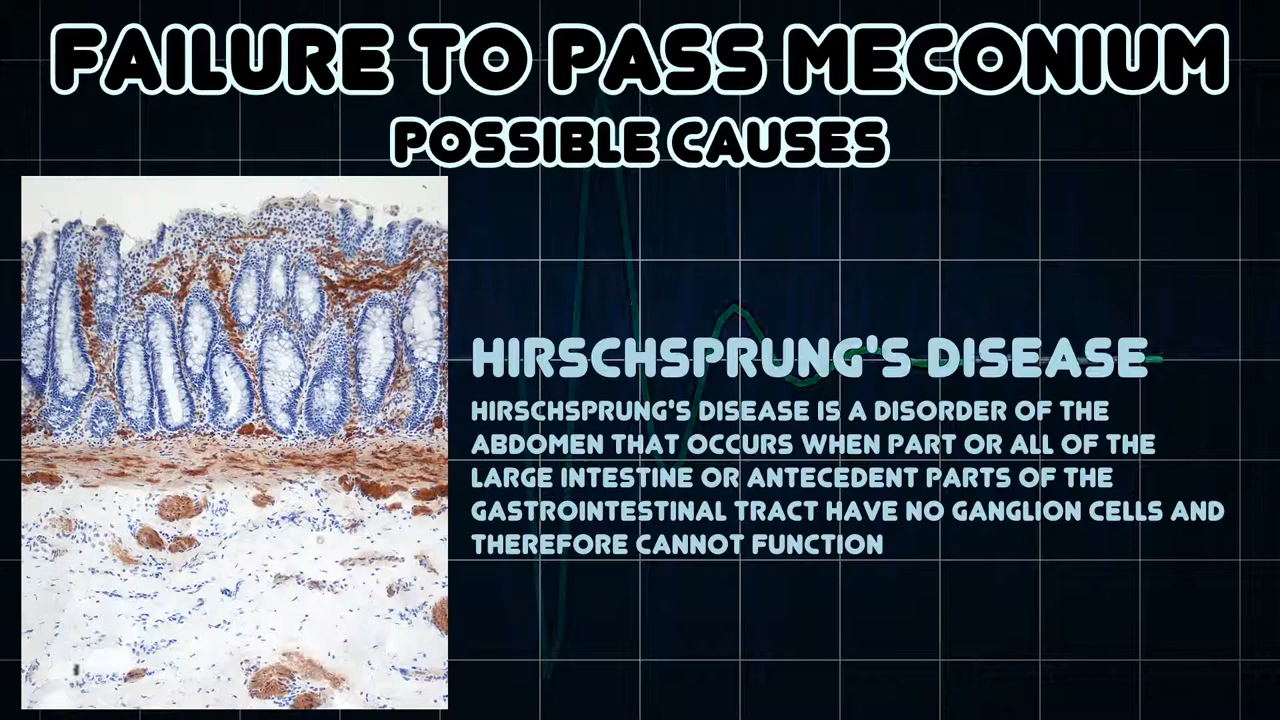 FAILURE TO PASS MECONIUM
POSSIBLE CAUSES
HIRSCHSPRUNG'S DISEASE
HIRSCHSPRUNG'S DISEASE IS A DISORDER OF THE
ABDOMEN THAT OCCURS WHEN PART OR ALL OF THE
LARGE INTESTINE OR ANTECEDENT PARTS OF THE
GASTROINTESTINAL TRACT HAVE NO GANGLION CELLS AND
THEREFORE CANNOT FUNCTION